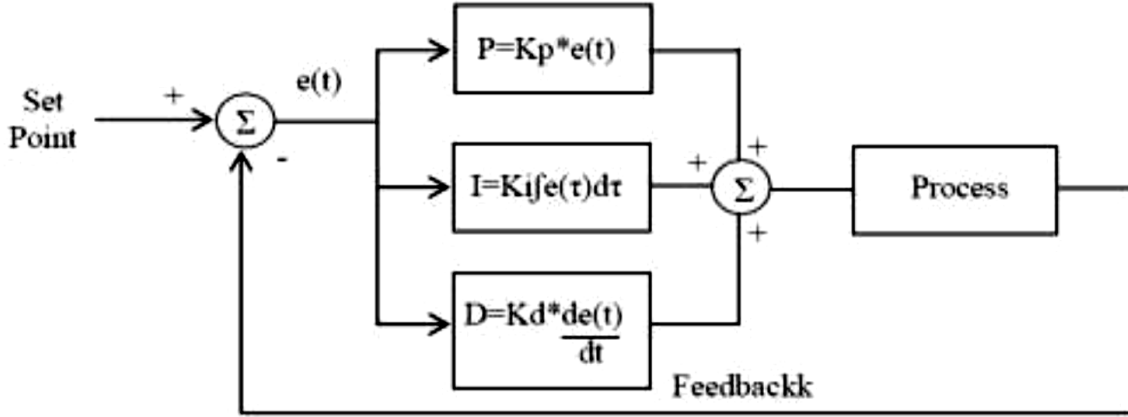 Set
Point
+
Σ
-
e(t)
P=Kp*e(t)
I=Ki∫e(τ)dτ
D=Kd*de(t)
dt
+
+
Σ
+
Process
Feedbackk